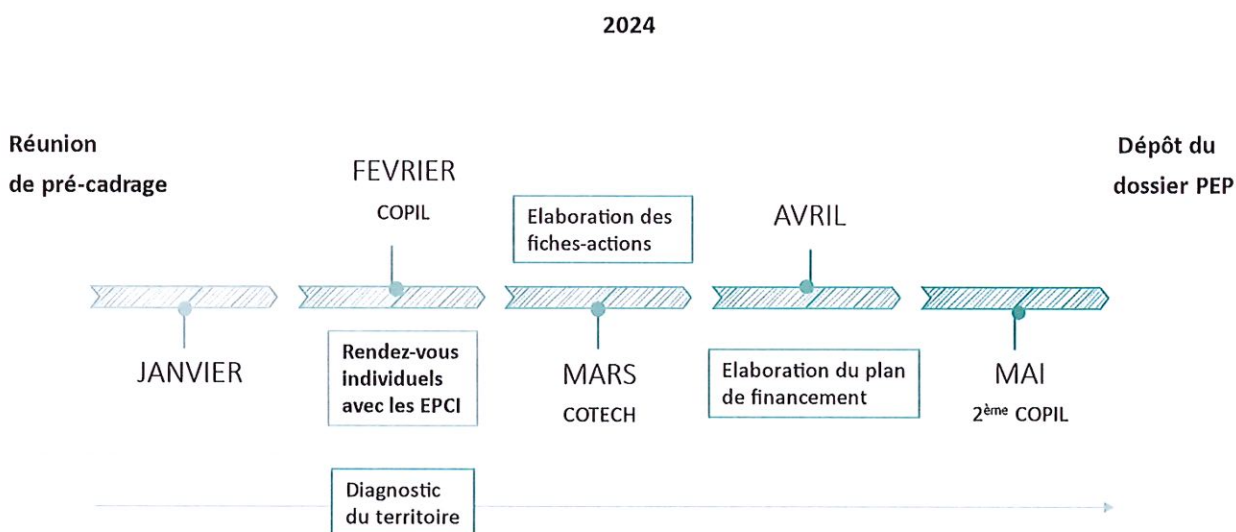 2024
Réunion
de pré-cadrage
Dépôt du
dossier PEP
FEVRIER
COPIL
Elaboration des
fiches-actions
AVRIL
JANVIER
Rendez-vous
individuels
avec les EPCI
MARS
COTECH
Elaboration du plan
de financement
MAI
2ème COPIL
Diagnostic
du territoire